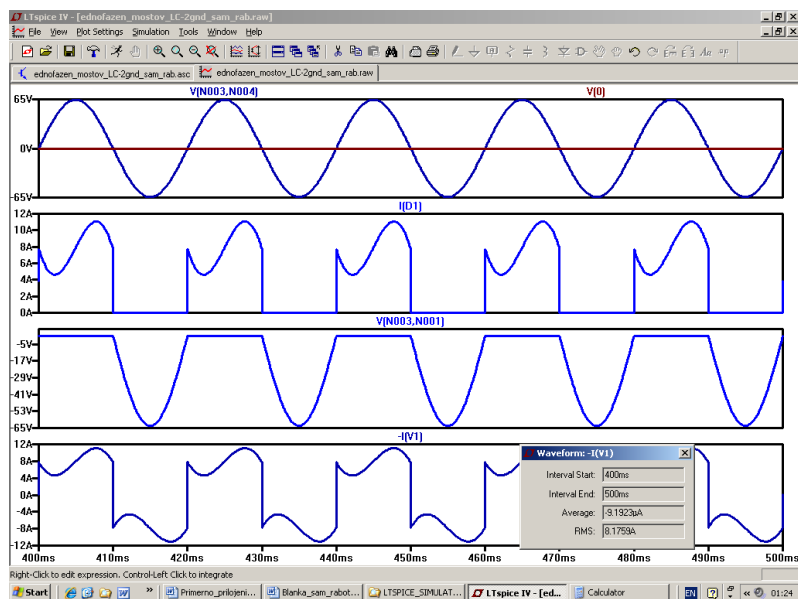 LTspice IV - [ednofazen_mostov_LC-2gnd_sam_rab.raw]
File View Plot Settings Simulation Tools Window Help
ednofazen_mostov_LC-2gnd_sam_rab.asc ednofazen_mostov_LC-2gnd_sam_rab.raw
V(N003,N004) V(0)
65V
0V
-65V
I(D1)
12A
10A
8A
6A
4A
2A
0A
V(N003,N001)
-5V
-17V
-29V
-41V
-53V
-65V
-I(V1)
12A
8A
4A
0A
-4A
-8A
-12A
400ms 410ms 420ms 430ms 440ms 450ms 460ms 470ms 480ms 490ms 500ms
Waveform: -I(V1)
Interval Start: 400ms
Interval End: 500ms
Average: -9.1923µA
RMS: 8.1759A
Right-Click to edit expression. Control-Left Click to integrate
Start » Primerno_prilojeni... Blanka_sam_rabot... LTSPICE_SIMULAT... LTspice IV - [ed... Calculator EN « 01:24